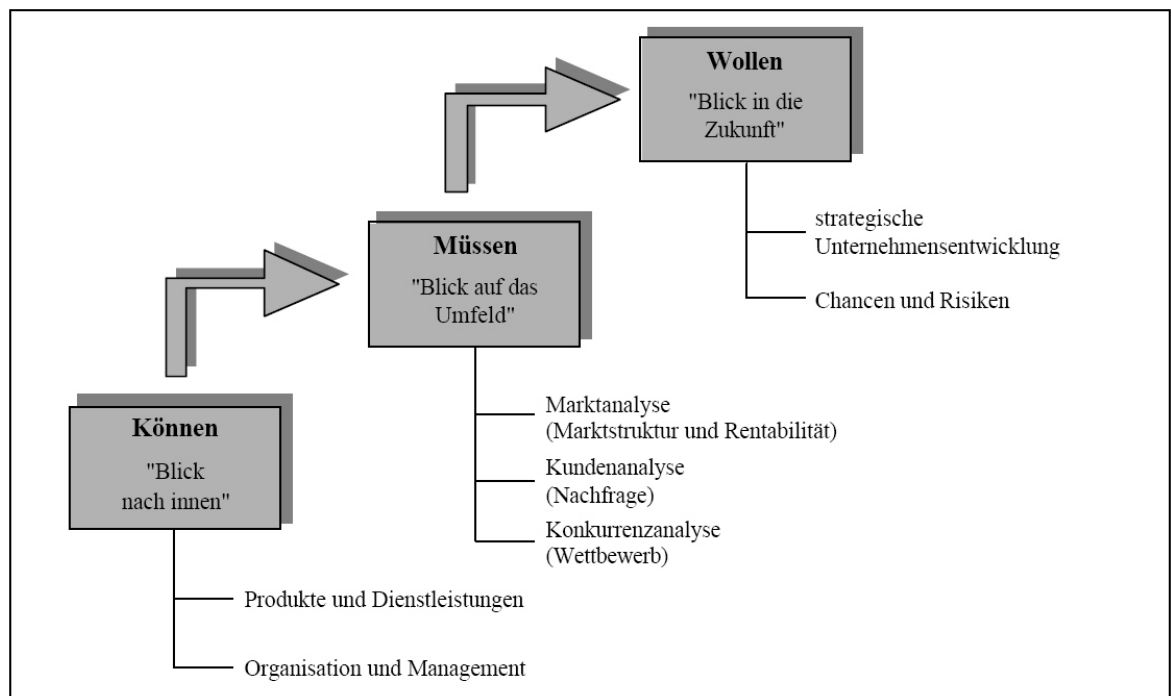 Wollen
"Blick in die
Zukunft"
strategische
Unternehmensentwicklung
Chancen und Risiken
Müssen
"Blick auf das
Umfeld"
Marktanalyse
(Marktstruktur und Rentabilität)
Kundenanalyse
(Nachfrage)
Konkurrenzanalyse
(Wettbewerb)
Können
"Blick
nach innen"
Produkte und Dienstleistungen
Organisation und Management